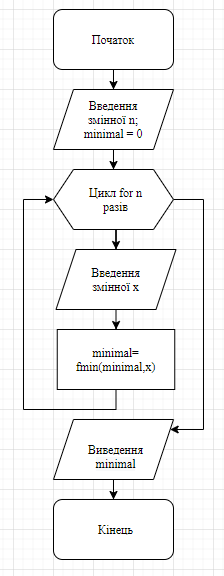 Початок
Введення
змінної n;
minimal = 0
Цикл for n
разів
Введення
змінної x
minimal=
fmin(minimal,x)
Виведення
minimal
Кінець